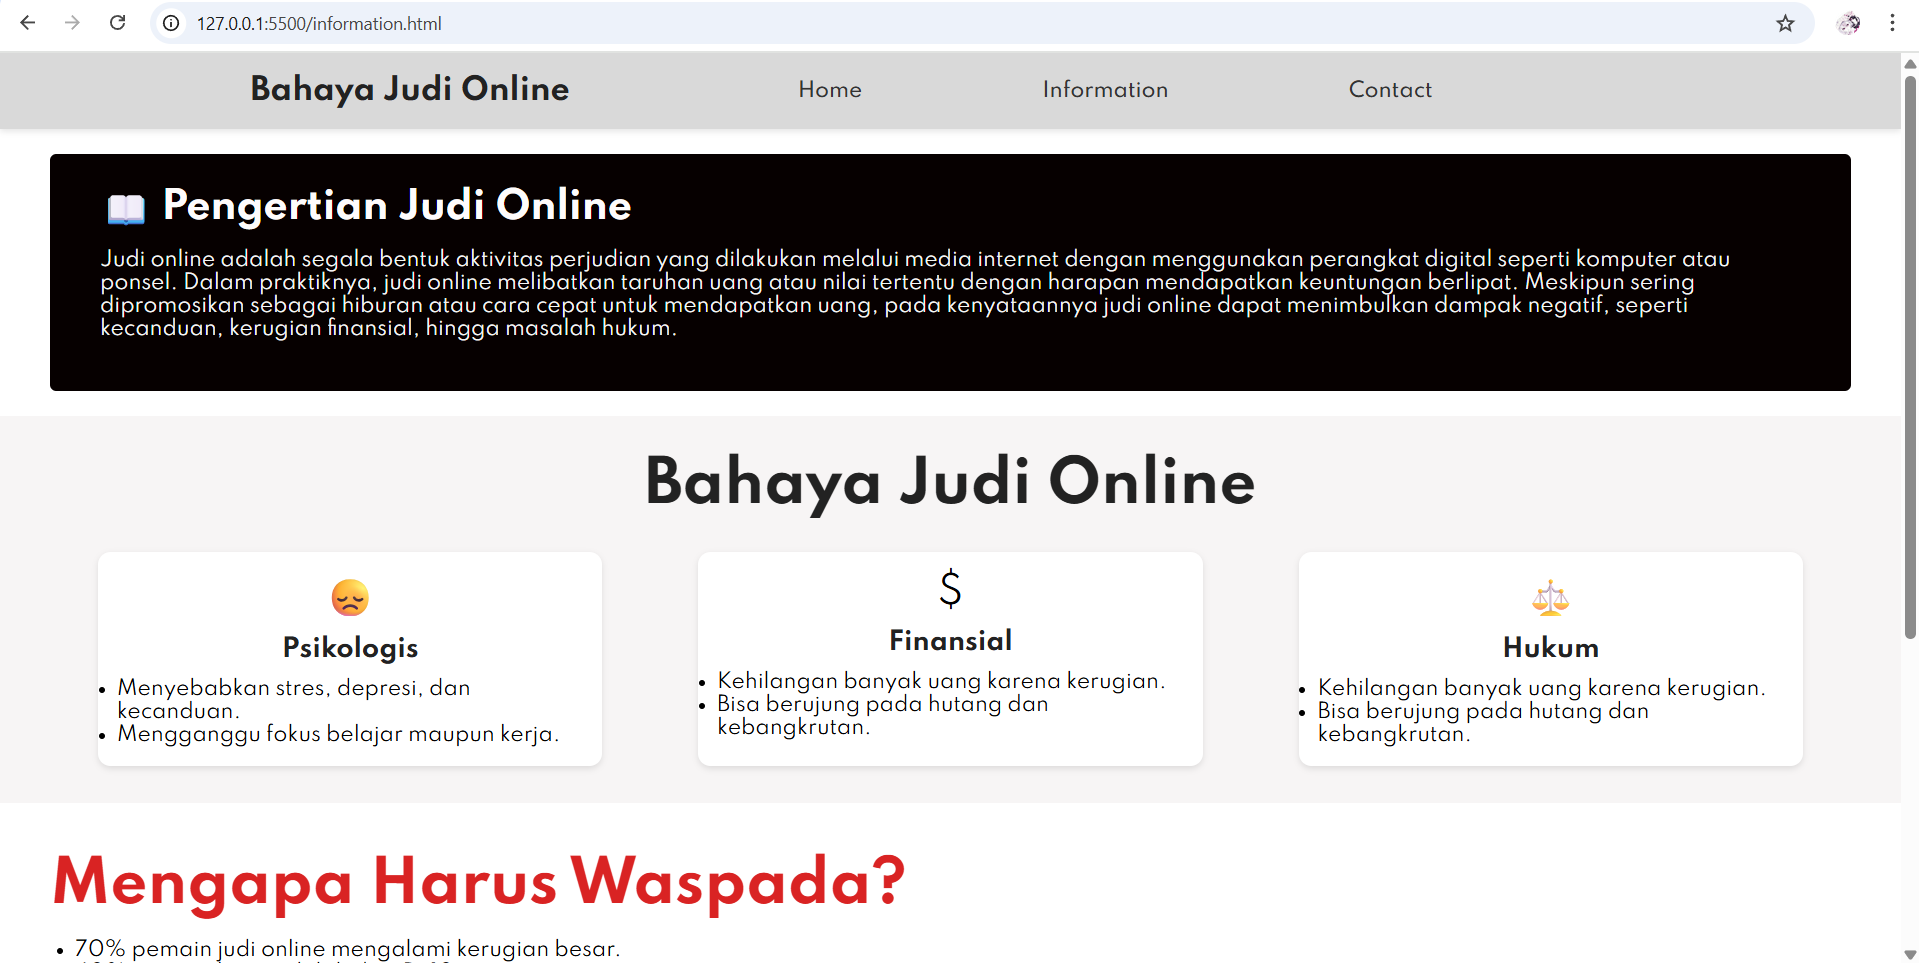 127.0.0.1:5500/information.html
Bahaya Judi Online
Home
Information
Contact
📖 Pengertian Judi Online
Judi online adalah segala bentuk aktivitas perjudian yang dilakukan melalui media internet dengan menggunakan perangkat digital seperti komputer atau
ponsel. Dalam praktiknya, judi online melibatkan taruhan uang atau nilai tertentu dengan harapan mendapatkan keuntungan berlipat. Meskipun sering
dipromosikan sebagai hiburan atau cara cepat untuk mendapatkan uang, pada kenyataannya judi online dapat menimbulkan dampak negatif, seperti
kecanduan, kerugian finansial, hingga masalah hukum.
Bahaya Judi Online
Psikologis
• Menyebabkan stres, depresi, dan
kecanduan.
• Mengganggu fokus belajar maupun kerja.
$
Finansial
• Kehilangan banyak uang karena kerugian.
• Bisa berujung pada hutang dan
kebangkrutan.
Hukum
• Kehilangan banyak uang karena kerugian.
• Bisa berujung pada hutang dan
kebangkrutan.
Mengapa Harus Waspada?
• 70% pemain judi online mengalami kerugian besar.